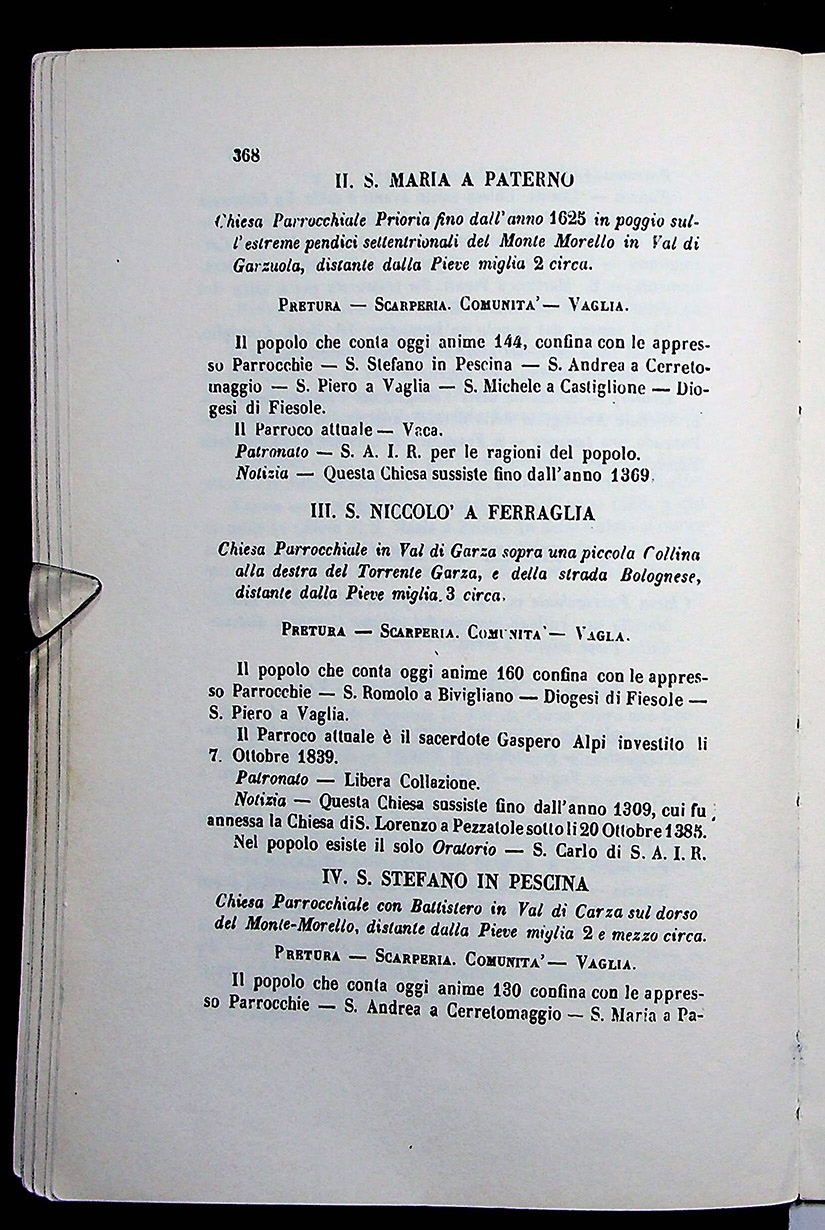 368
II. S. MARIA A PATERNO
Chiesa Parrocchiale Prioria fino dall'anno 1625 in poggio sul-
l'estreme pendici settentrionali del Monte Morello in Val di
Garzuola, distante dalla Pieve miglia 2 circa.
PRETURA — SCARPERIA. COMUNITA' — VAGLIA.
Il popolo che conta oggi anime 144, confina con le appres-
so Parrocchie — S. Stefano in Pescina — S. Andrea a Cerreto-
maggio — S. Piero a Vaglia — S. Michele a Castiglione — Dio-
gesi di Fiesole.
Il Parroco attuale — Vaca.
Patronato — S. A. I. R. per le ragioni del popolo.
Notizia — Questa Chiesa sussiste fino dall'anno 1369.
III. S. NICCOLO' A FERRAGLIA
Chiesa Parrocchiale in Val di Garza sopra una piccola Collina
alla destra del Torrente Garza, e della strada Bolognese,
distante dalla Pieve miglia. 3 circa.
PRETURA — SCARPERIA. COMUNITA' — VAGLA.
Il popolo che conta oggi anime 160 confina con le appres-
so Parrocchie — S. Romolo a Bivigliano — Diogesi di Fiesole —
S. Piero a Vaglia.
Il Parroco attuale è il sacerdote Gaspero Alpi investito li
7. Ottobre 1839.
Patronato — Libera Collazione.
Notizia — Questa Chiesa sussiste fino dall'anno 1309, cui fu
annessa la Chiesa di S. Lorenzo a Pezzatole sotto li 20 Ottobre 1385.
Nel popolo esiste il solo Oratorio — S. Carlo di S. A. I. R.
IV. S. STEFANO IN PESCINA
Chiesa Parrocchiale con Battistero in Val di Carza sul dorso
del Monte-Morello, distante dalla Pieve miglia 2 e mezzo circa.
PRETURA — SCARPERIA. COMUNITA' — VAGLIA.
Il popolo che conta oggi anime 130 confina con le appres-
so Parrocchie — S. Andrea a Cerretomaggio — S. Maria a Pa-